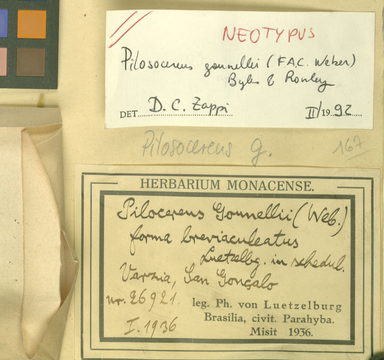 NEOTYPUS
Pilosocereus gounellei (F.A.C. Weber)
Byles & Rowley
DET. D. C. Zappi II/1992
Pilosocereus g. 167
HERBARIUM MONACENSE.
Pilocereus Gounellii (Web.)
forma breviaculeatus
Luetzelbg. in schedul.
Varzea, San Gonçalo
nr. 26921. leg. Ph. von Luetzelburg
Brasilia, civit. Parahyba.
I. 1936 Misit 1936.